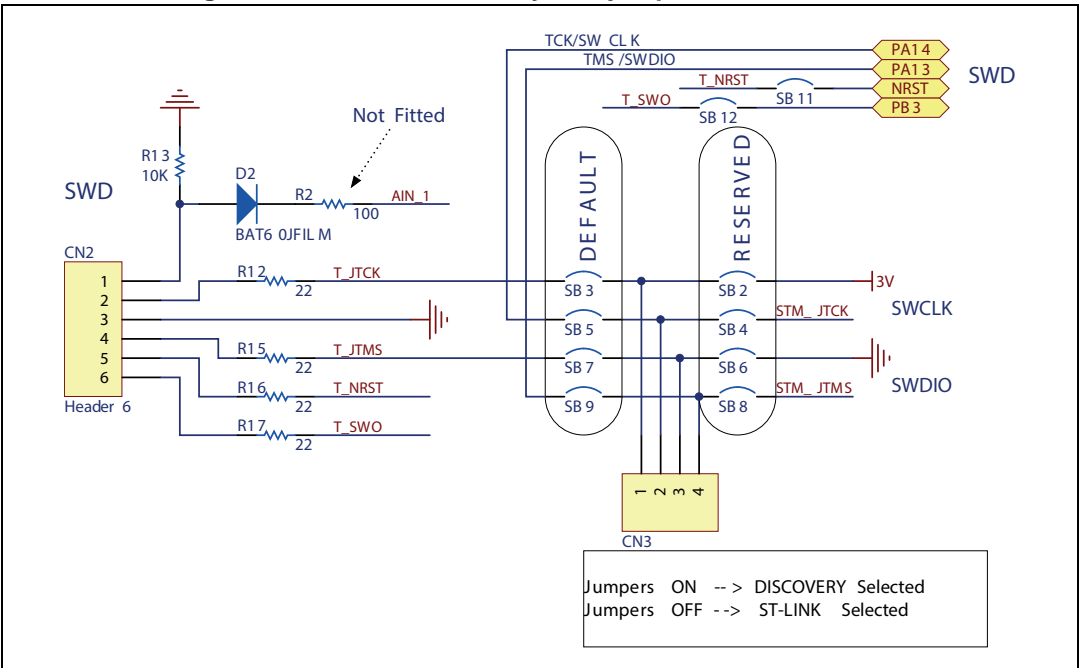 TCK/SW CL K
PA14
TMS /SWDIO
PA13
SWD
T_NRST
NRST
SB 11
T_SWO
PB 3
SB 12
Not Fitted
R13
10K
SWD
D2
R2
AIN_1
100
BAT6 0JFIL M
DEFAULT
RESERVED
CN2
1
2
3
4
5
6
Header 6
R12
22
T_JTCK
SB 3
SB 2
3V
SWCLK
SB 5
SB 4
STM_ JTCK
R15
22
T_JTMS
SB 7
SB 6
SWDIO
R16
22
T_NRST
SB 9
SB 8
STM_ JTMS
R17
22
T_SWO
1
2
3
4
CN3
Jumpers ON -- > DISCOVERY Selected
Jumpers OFF - -> ST-LINK Selected